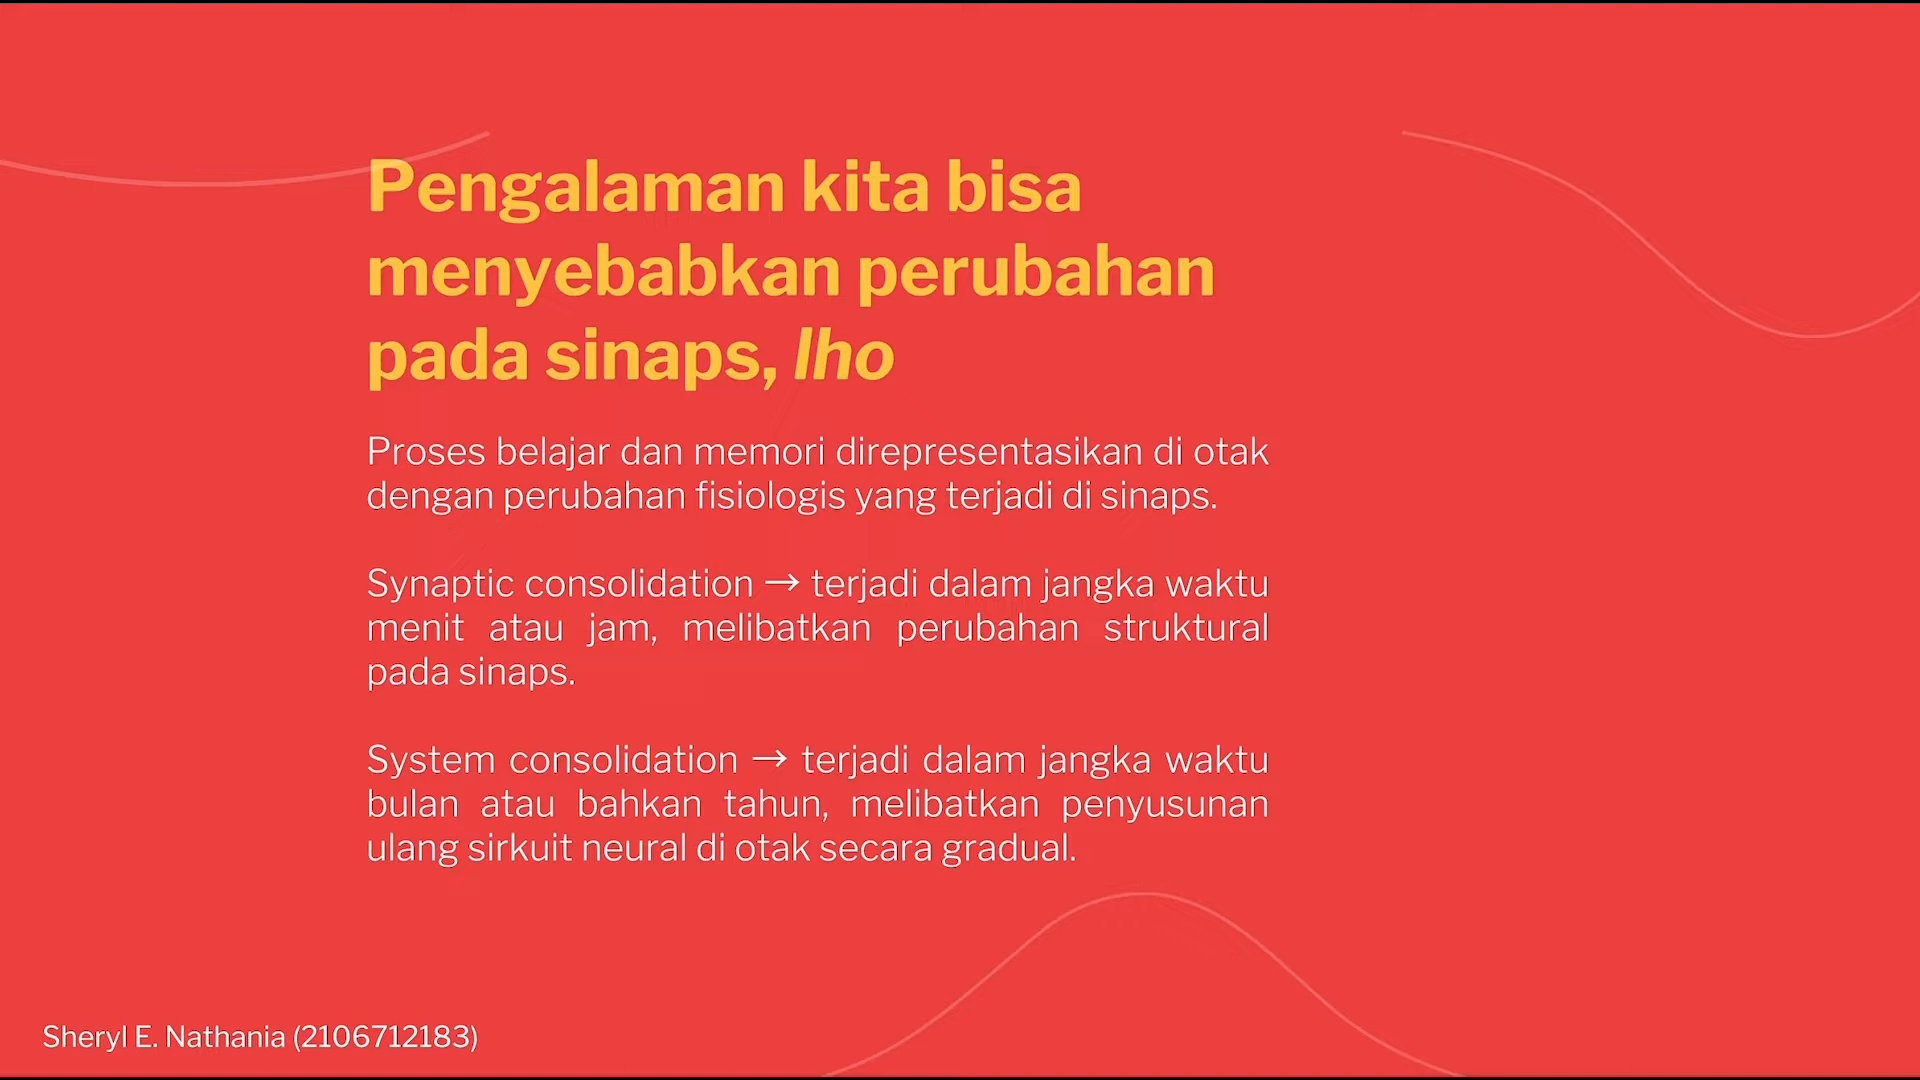 Pengalaman kita bisa
menyebabkan perubahan
pada sinaps, lho
Proses belajar dan memori direpresentasikan di otak
dengan perubahan fisiologis yang terjadi di sinaps.
Synaptic consolidation → terjadi dalam jangka waktu
menit atau jam, melibatkan perubahan struktural
pada sinaps.
System consolidation → terjadi dalam jangka waktu
bulan atau bahkan tahun, melibatkan penyusunan
ulang sirkuit neural di otak secara gradual.
Sheryl E. Nathania (2106712183)